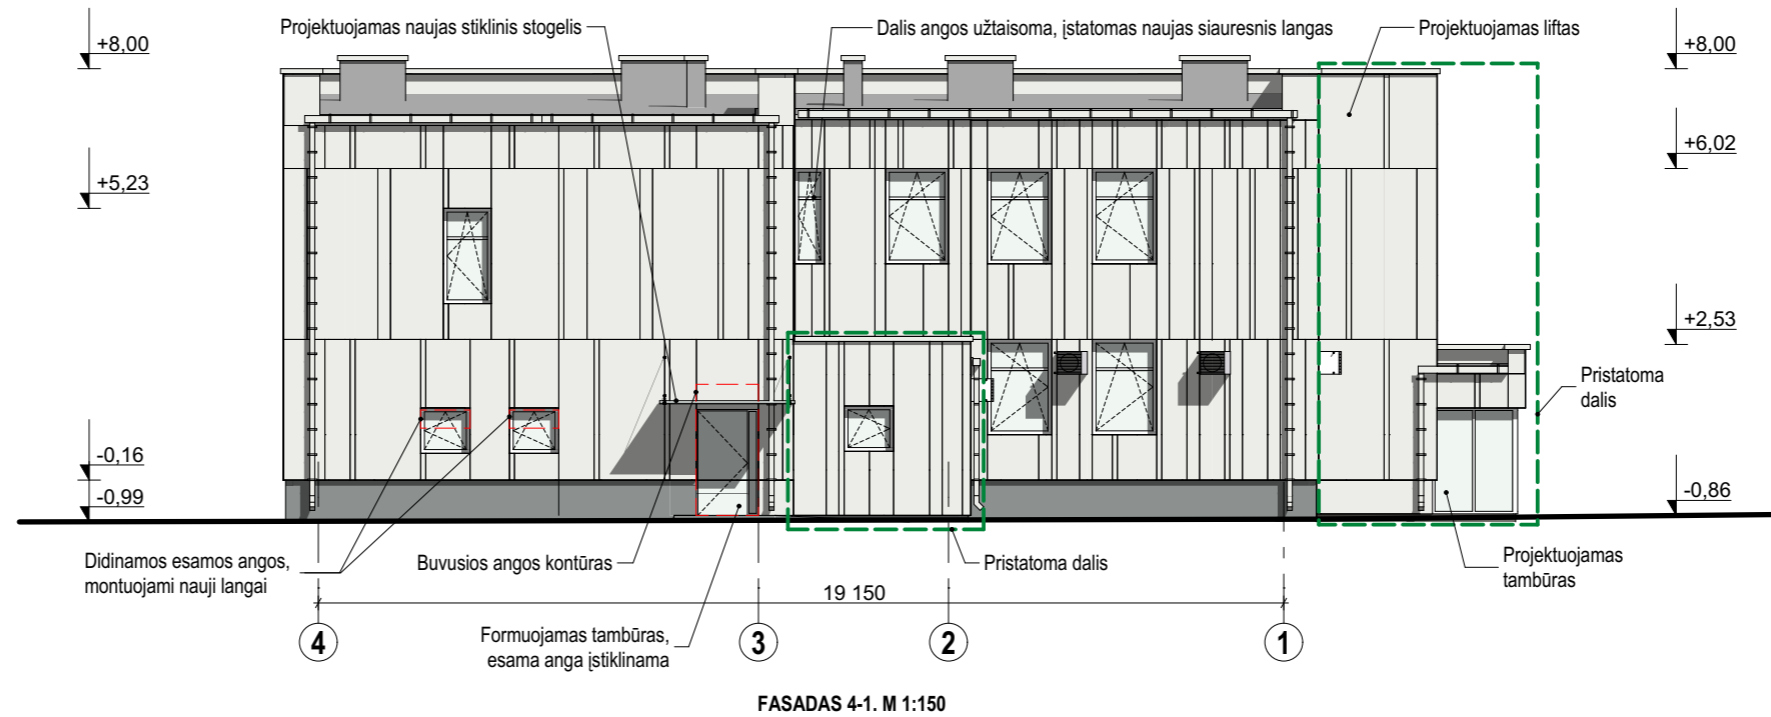 Projektuojamas naujas stiklinis stogelis
Dalis angos užtaisoma, įstatomas naujas siauresnis langas
Projektuojamas liftas
+8,00
+8,00
+6,02
+5,23
+2,53
Pristatoma
dalis
-0,16
-0,99
-0,86
Didinamos esamos angos,
montuojami nauji langai
Buvusios angos kontūras
Pristatoma dalis
Projektuojamas
tambūras
19 150
Formuojamas tambūras,
esama anga įstiklinama
4
3
2
1
FASADAS 4-1. M 1:150